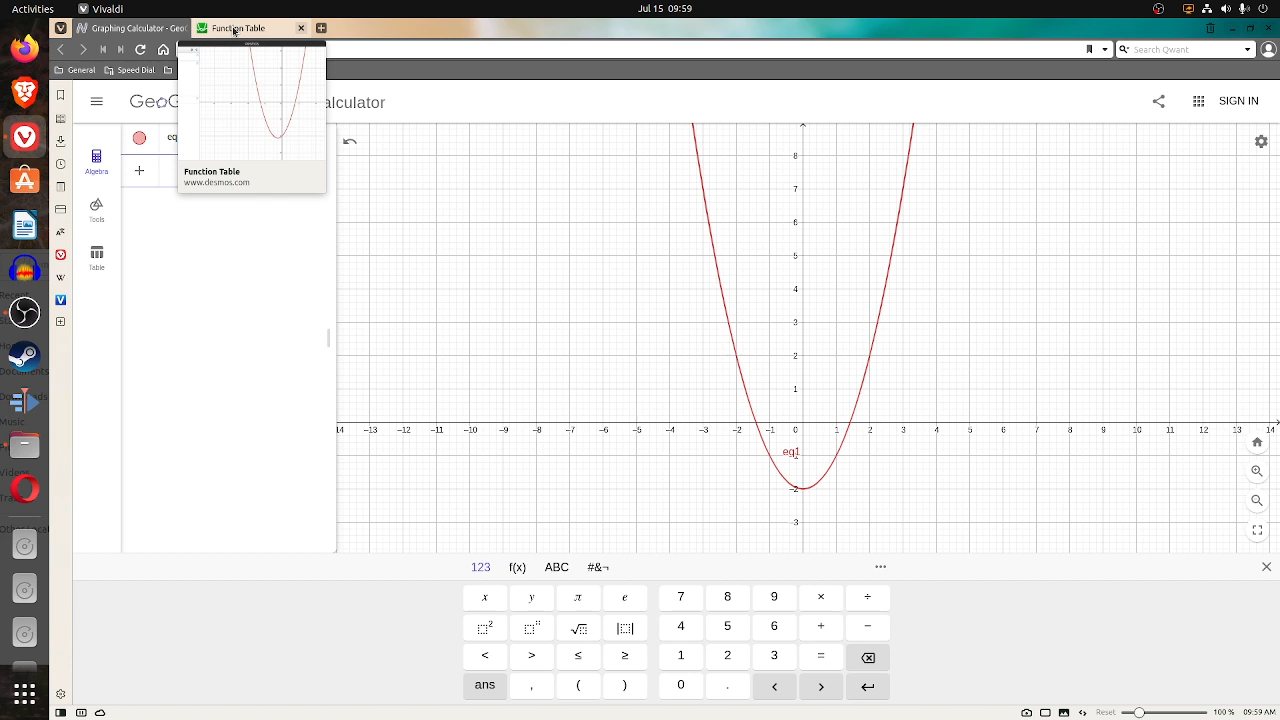 Activities
Vivaldi
Jul 15 09:59
Graphing Calculator - Geo
Function Table
Search Qwant
General
Speed Dial
desmos
Function Table
www.desmos.com
GeoG
alculator
SIGN IN
eq
Algebra
Tools
Table
8
7
6
5
4
3
2
1
14 −13 −12 −11 −10 −9 −8 −7 −6 −5 −4 −3 −2 −1 0 1 2 3 4 5 6 7 8 9 10 11 12 13 14
eq1
−2
3
123 f(x) ABC #&¬
x y π e 7 8 9 × ÷
4 5 6 + −
< > ≤ ≥ 1 2 3 =
ans , ( ) 0 . < >
Reset 100 % 09:59 AM